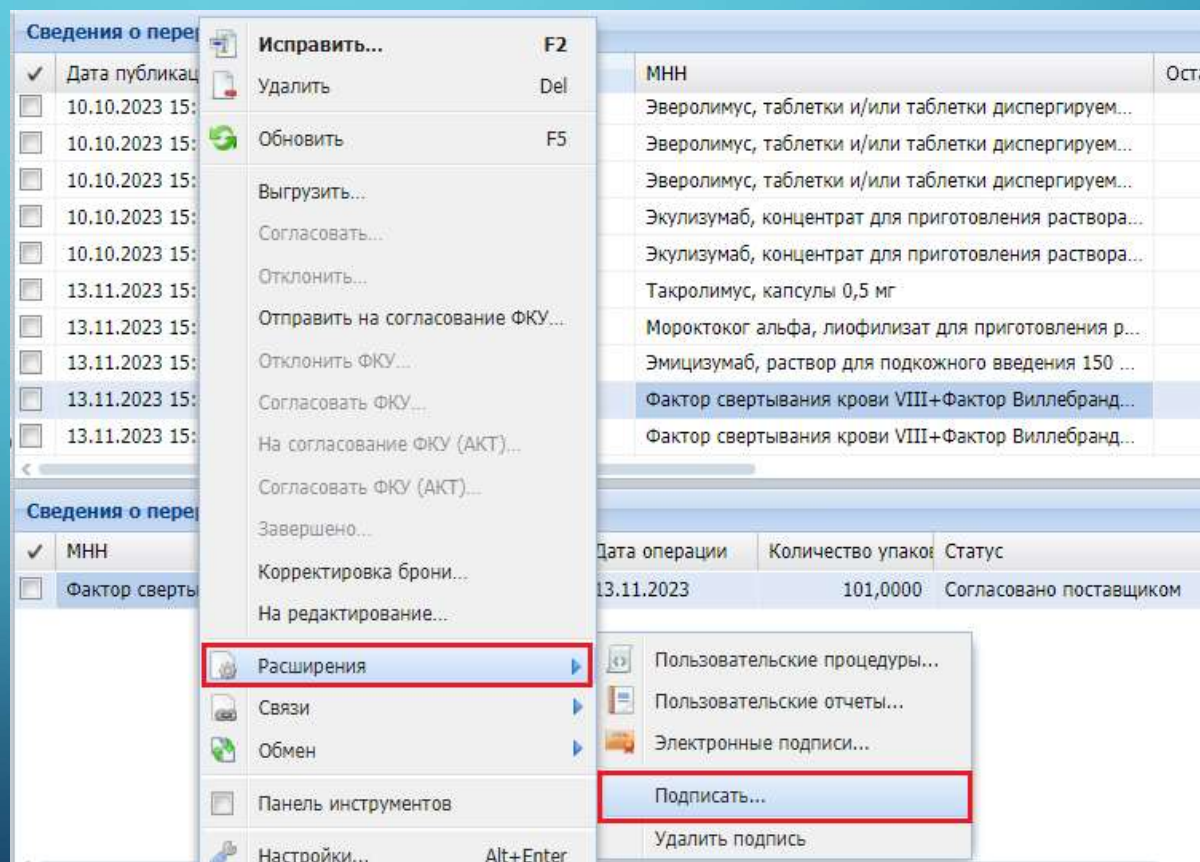 Сведения о пере
✓ Дата публикац МНН Оста
10.10.2023 15: Эверолимус, таблетки и/или таблетки диспергируем...
10.10.2023 15: Эверолимус, таблетки и/или таблетки диспергируем...
10.10.2023 15: Эверолимус, таблетки и/или таблетки диспергируем...
10.10.2023 15: Экулизумаб, концентрат для приготовления раствора...
10.10.2023 15: Экулизумаб, концентрат для приготовления раствора...
13.11.2023 15: Такролимус, капсулы 0,5 мг
13.11.2023 15: Мороктоког альфа, лиофилизат для приготовления р...
13.11.2023 15: Эмицизумаб, раствор для подкожного введения 150 ...
13.11.2023 15: Фактор свертывания крови VIII+Фактор Виллебранд...
13.11.2023 15: Фактор свертывания крови VIII+Фактор Виллебранд...
Сведения о пере
✓ МНН Дата операции Количество упаков Статус
Фактор сверты 13.11.2023 101,0000 Согласовано поставщиком
Исправить... F2
Удалить Del
Обновить F5
Выгрузить...
Согласовать...
Отклонить...
Отправить на согласование ФКУ...
Отклонить ФКУ...
Согласовать ФКУ...
На согласование ФКУ (АКТ)...
Согласовать ФКУ (АКТ)...
Завершено...
Корректировка брони...
На редактирование...
Расширения
Связи
Обмен
Панель инструментов
Настройки... Alt+Enter
Пользовательские процедуры...
Пользовательские отчеты...
Электронные подписи...
Подписать...
Удалить подпись